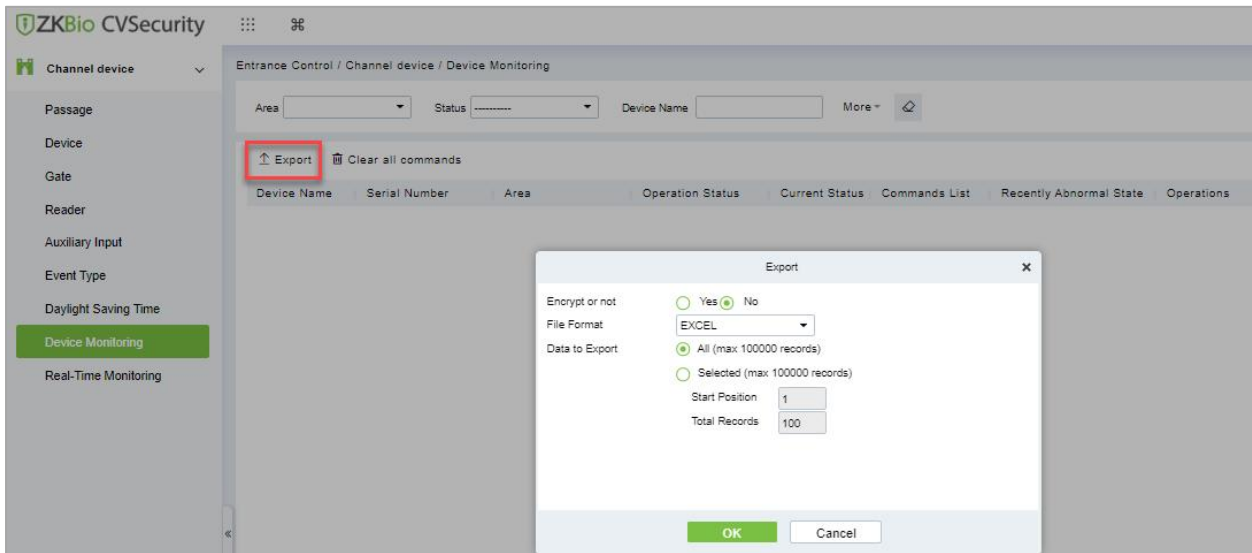 ZKBio CVSecurity
Channel device
Passage
Device
Gate
Reader
Auxiliary Input
Event Type
Daylight Saving Time
Device Monitoring
Real-Time Monitoring
Entrance Control / Channel device / Device Monitoring
Area Status ---------- Device Name More
Export Clear all commands
Device Name Serial Number Area Operation Status Current Status Commands List Recently Abnormal State Operations
Export
Encrypt or not Yes No
File Format EXCEL
Data to Export All (max 100000 records)
Selected (max 100000 records)
Start Position 1
Total Records 100
OK Cancel